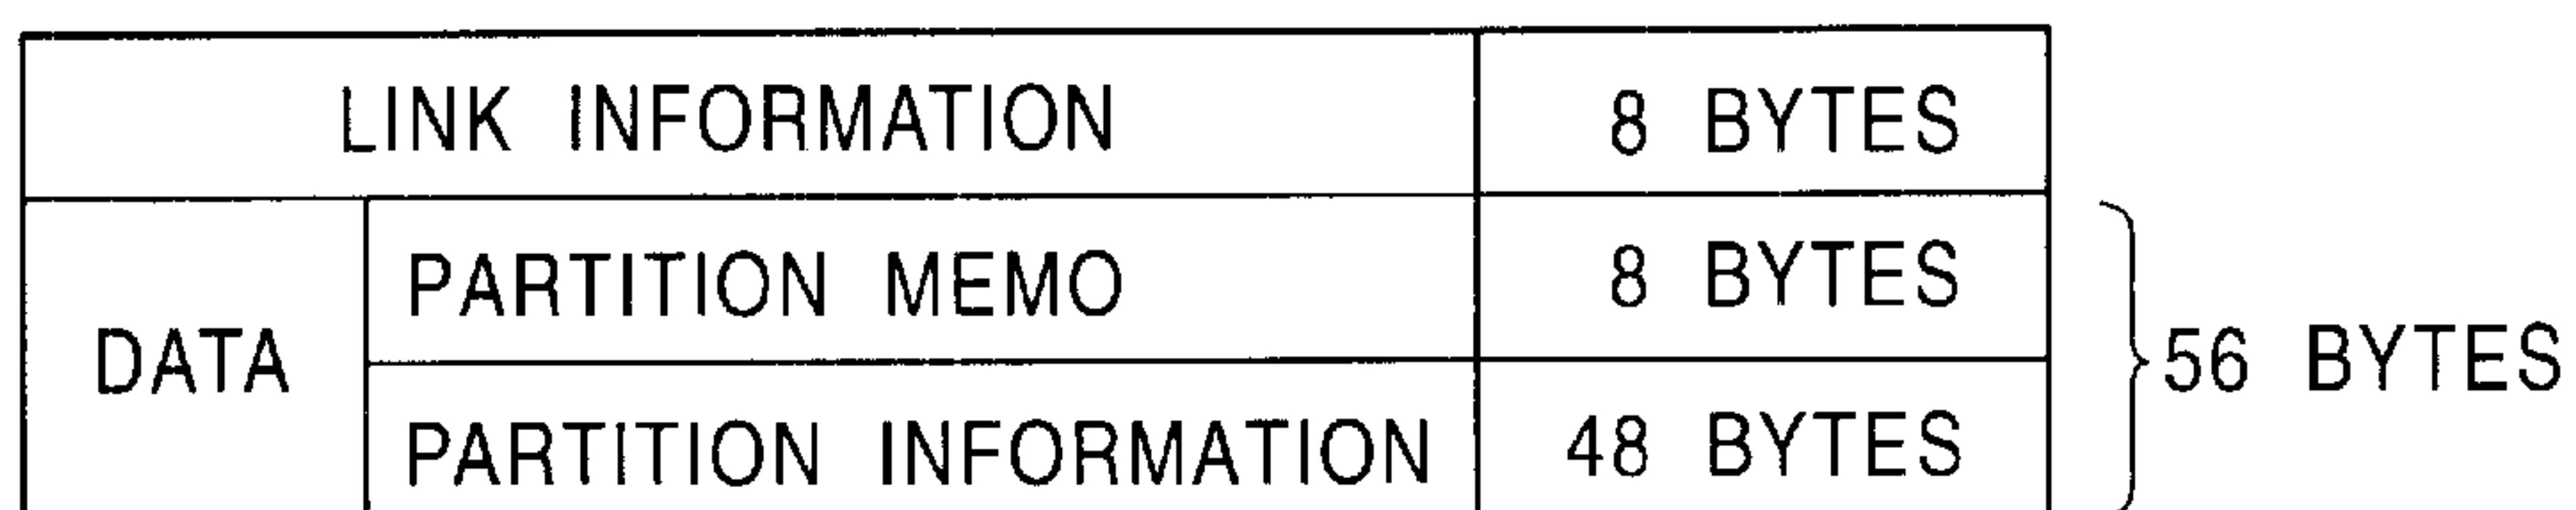 LINK INFORMATION 8 BYTES
PARTITION MEMO 8 BYTES
DATA 56 BYTES
PARTITION INFORMATION 48 BYTES